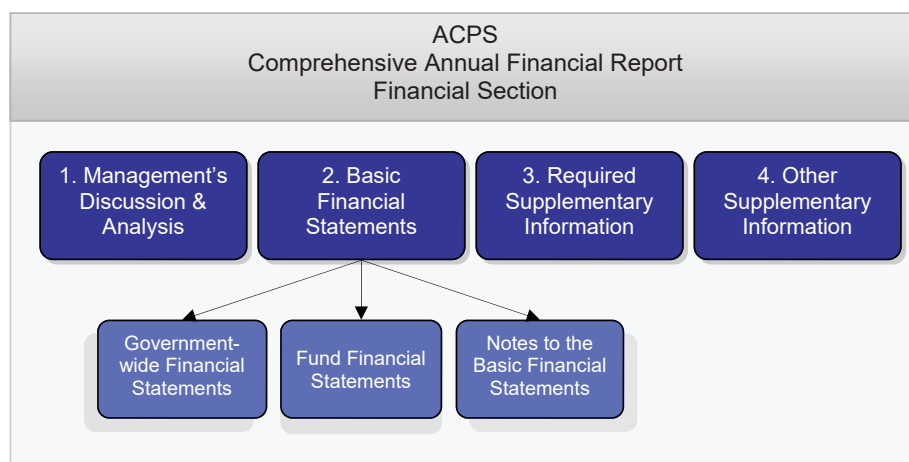 ACPS
Comprehensive Annual Financial Report
Financial Section
1. Management’s
Discussion &
Analysis
2. Basic
Financial
Statements
3. Required
Supplementary
Information
4. Other
Supplementary
Information
Government-
wide Financial
Statements
Fund Financial
Statements
Notes to the
Basic Financial
Statements